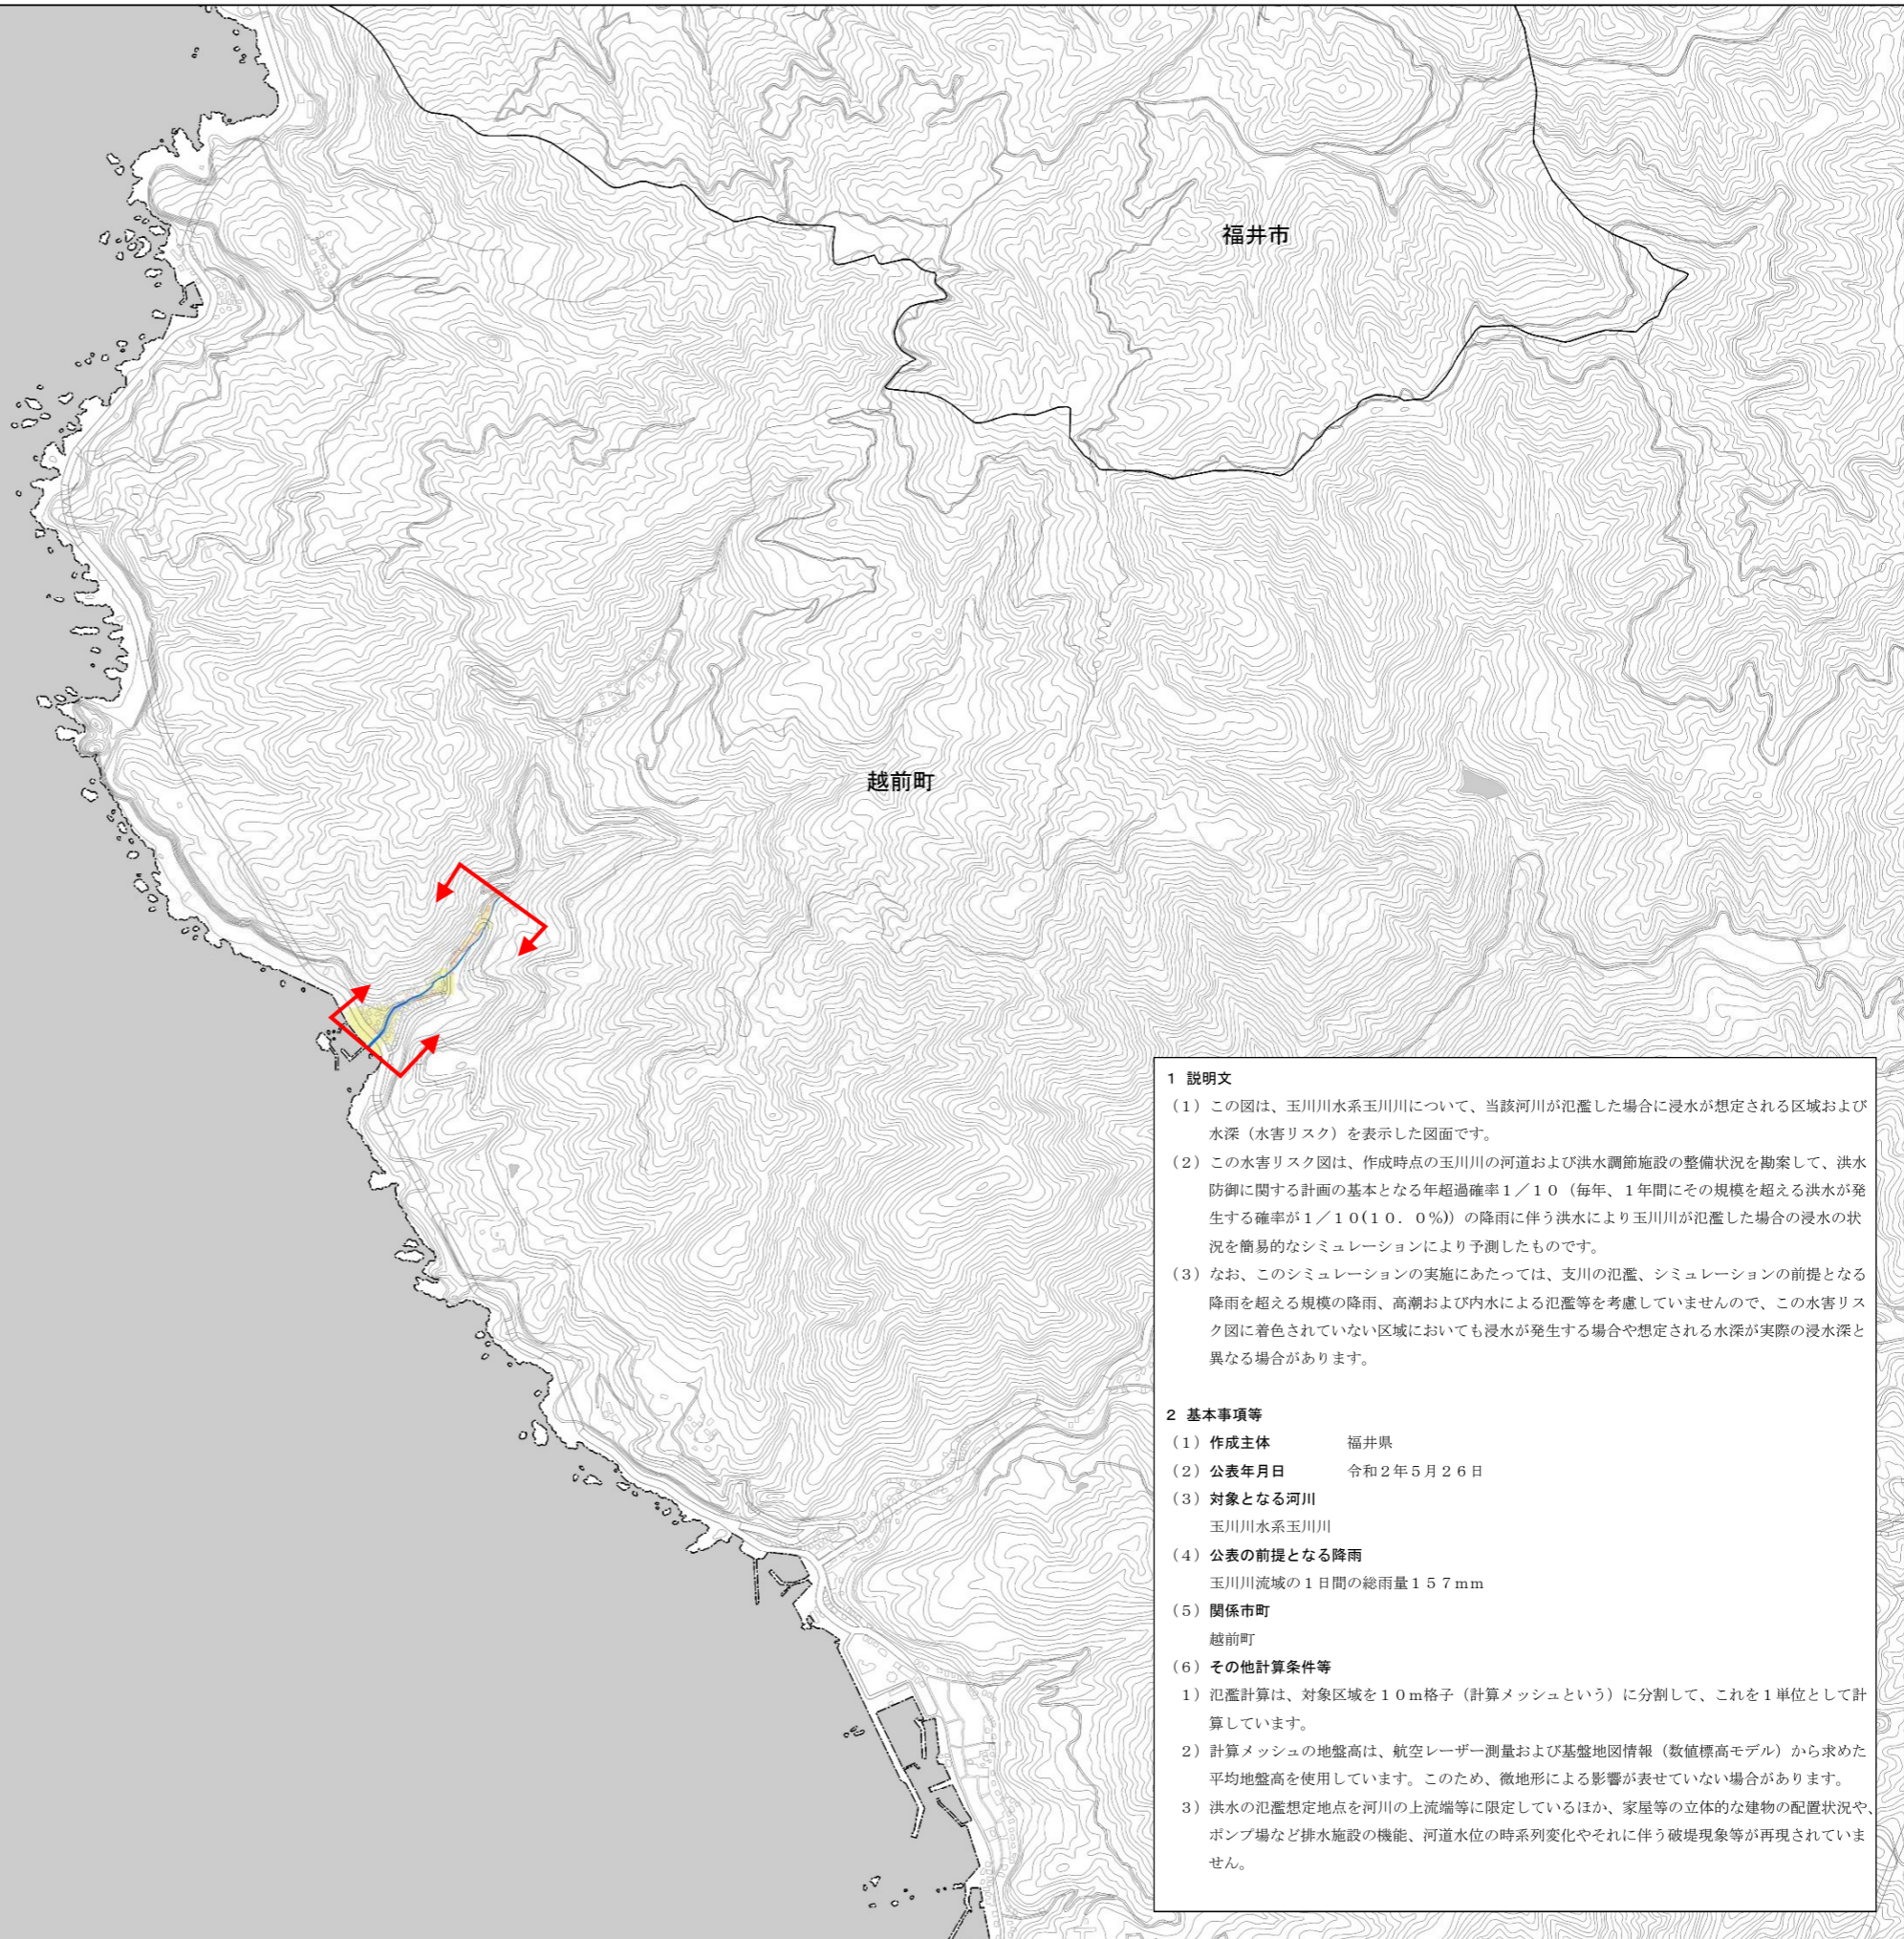 福井市
越前町
1 説明文
（1）この図は、玉川川水系玉川川について、当該河川が氾濫した場合に浸水が想定される区域および
水深（水害リスク）を表示した図面です。
（2）この水害リスク図は、作成時点の玉川川の河道および洪水調節施設の整備状況を勘案して、洪水
防御に関する計画の基本となる年超過確率１／１０（毎年、１年間にその規模を超える洪水が発
生する確率が１／１０(１０．０%)）の降雨に伴う洪水により玉川川が氾濫した場合の浸水の状
況を簡易的なシミュレーションにより予測したものです。
（3）なお、このシミュレーションの実施にあたっては、支川の氾濫、シミュレーションの前提となる
降雨を超える規模の降雨、高潮および内水による氾濫等を考慮していませんので、この水害リス
ク図に着色されていない区域においても浸水が発生する場合や想定される水深が実際の浸水深と
異なる場合があります。
2 基本事項等
（1）作成主体 福井県
（2）公表年月日 令和２年５月２６日
（3）対象となる河川
玉川川水系玉川川
（4）公表の前提となる降雨
玉川川流域の１日間の総雨量１５７mm
（5）関係市町
越前町
（6）その他計算条件等
1）氾濫計算は、対象区域を１０ｍ格子（計算メッシュという）に分割して、これを１単位として計
算しています。
2）計算メッシュの地盤高は、航空レーザー測量および基盤地図情報（数値標高モデル）から求めた
平均地盤高を使用しています。このため、微地形による影響が表せていない場合があります。
3）洪水の氾濫想定地点を河川の上流端等に限定しているほか、家屋等の立体的な建物の配置状況や、
ポンプ場など排水施設の機能、河道水位の時系列変化やそれに伴う破堤現象等が再現されていま
せん。